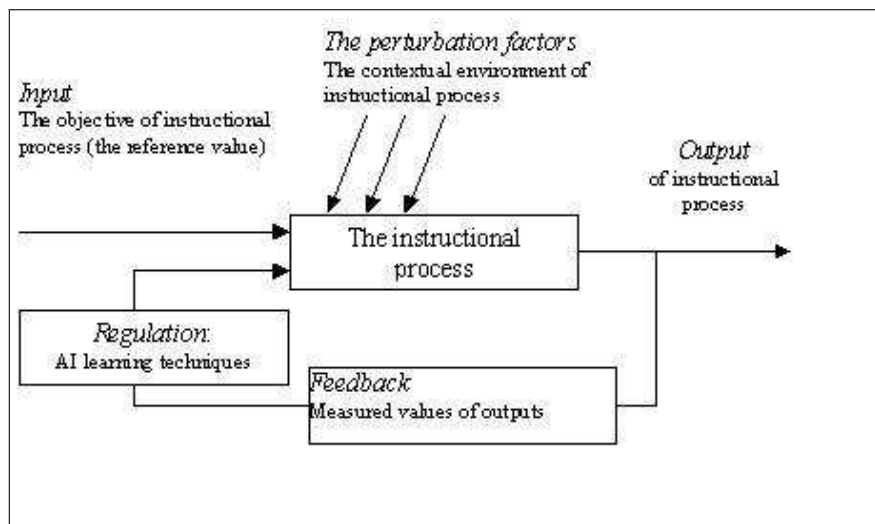 The perturbation factors
The contextual environment of
instructional process
Input
The objective of instructional
process (the reference value)
Output
of instructional
process
The instructional
process
Regulation:
AI learning techniques
Feedback
Measured values of outputs